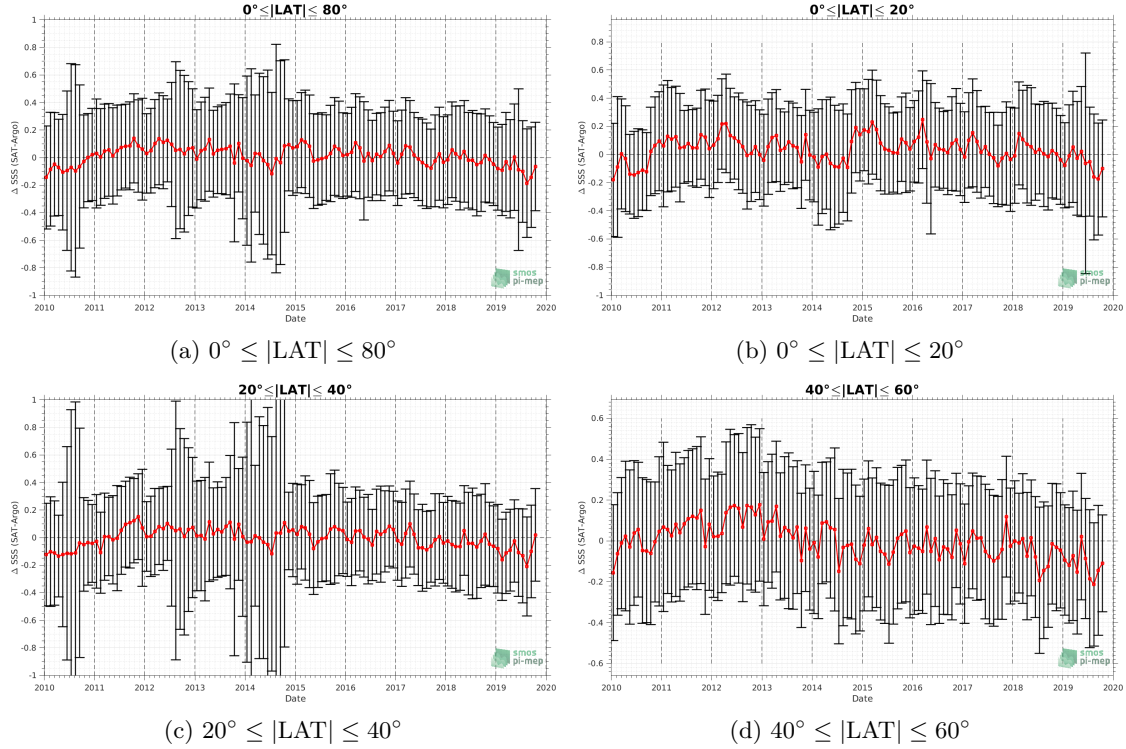 0°≤|LAT|≤ 80°
Δ SSS (SAT-Argo)
1
0.8
0.6
0.4
0.2
0
-0.2
-0.4
-0.6
-0.8
-1
2010 2011 2012 2013 2014 2015 2016 2017 2018 2019 2020
Date
smos
pi-mep
(a) 0° ≤ |LAT| ≤ 80°
0°≤|LAT|≤ 20°
Δ SSS (SAT-Argo)
0.8
0.6
0.4
0.2
0
-0.2
-0.4
-0.6
-0.8
-1
2010 2011 2012 2013 2014 2015 2016 2017 2018 2019 2020
Date
smos
pi-mep
(b) 0° ≤ |LAT| ≤ 20°
20°≤|LAT|≤ 40°
Δ SSS (SAT-Argo)
1
0.8
0.6
0.4
0.2
0
-0.2
-0.4
-0.6
-0.8
-1
2010 2011 2012 2013 2014 2015 2016 2017 2018 2019 2020
Date
smos
pi-mep
(c) 20° ≤ |LAT| ≤ 40°
40°≤|LAT|≤ 60°
Δ SSS (SAT-Argo)
0.6
0.4
0.2
0
-0.2
-0.4
-0.6
2010 2011 2012 2013 2014 2015 2016 2017 2018 2019 2020
Date
smos
pi-mep
(d) 40° ≤ |LAT| ≤ 60°